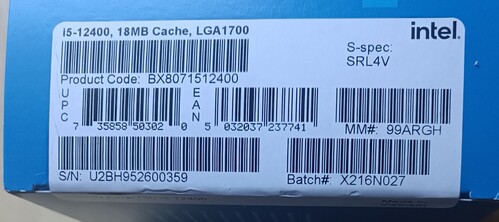 i5-12400, 18MB Cache, LGA1700
intel
S-spec:
SRL4V
Product Code: BX8071512400
UPC
7 35858 50302 0
EAN
5 032037 237741
MM#: 99ARGH
S/N: U2BH952600359
Batch#: X216N027